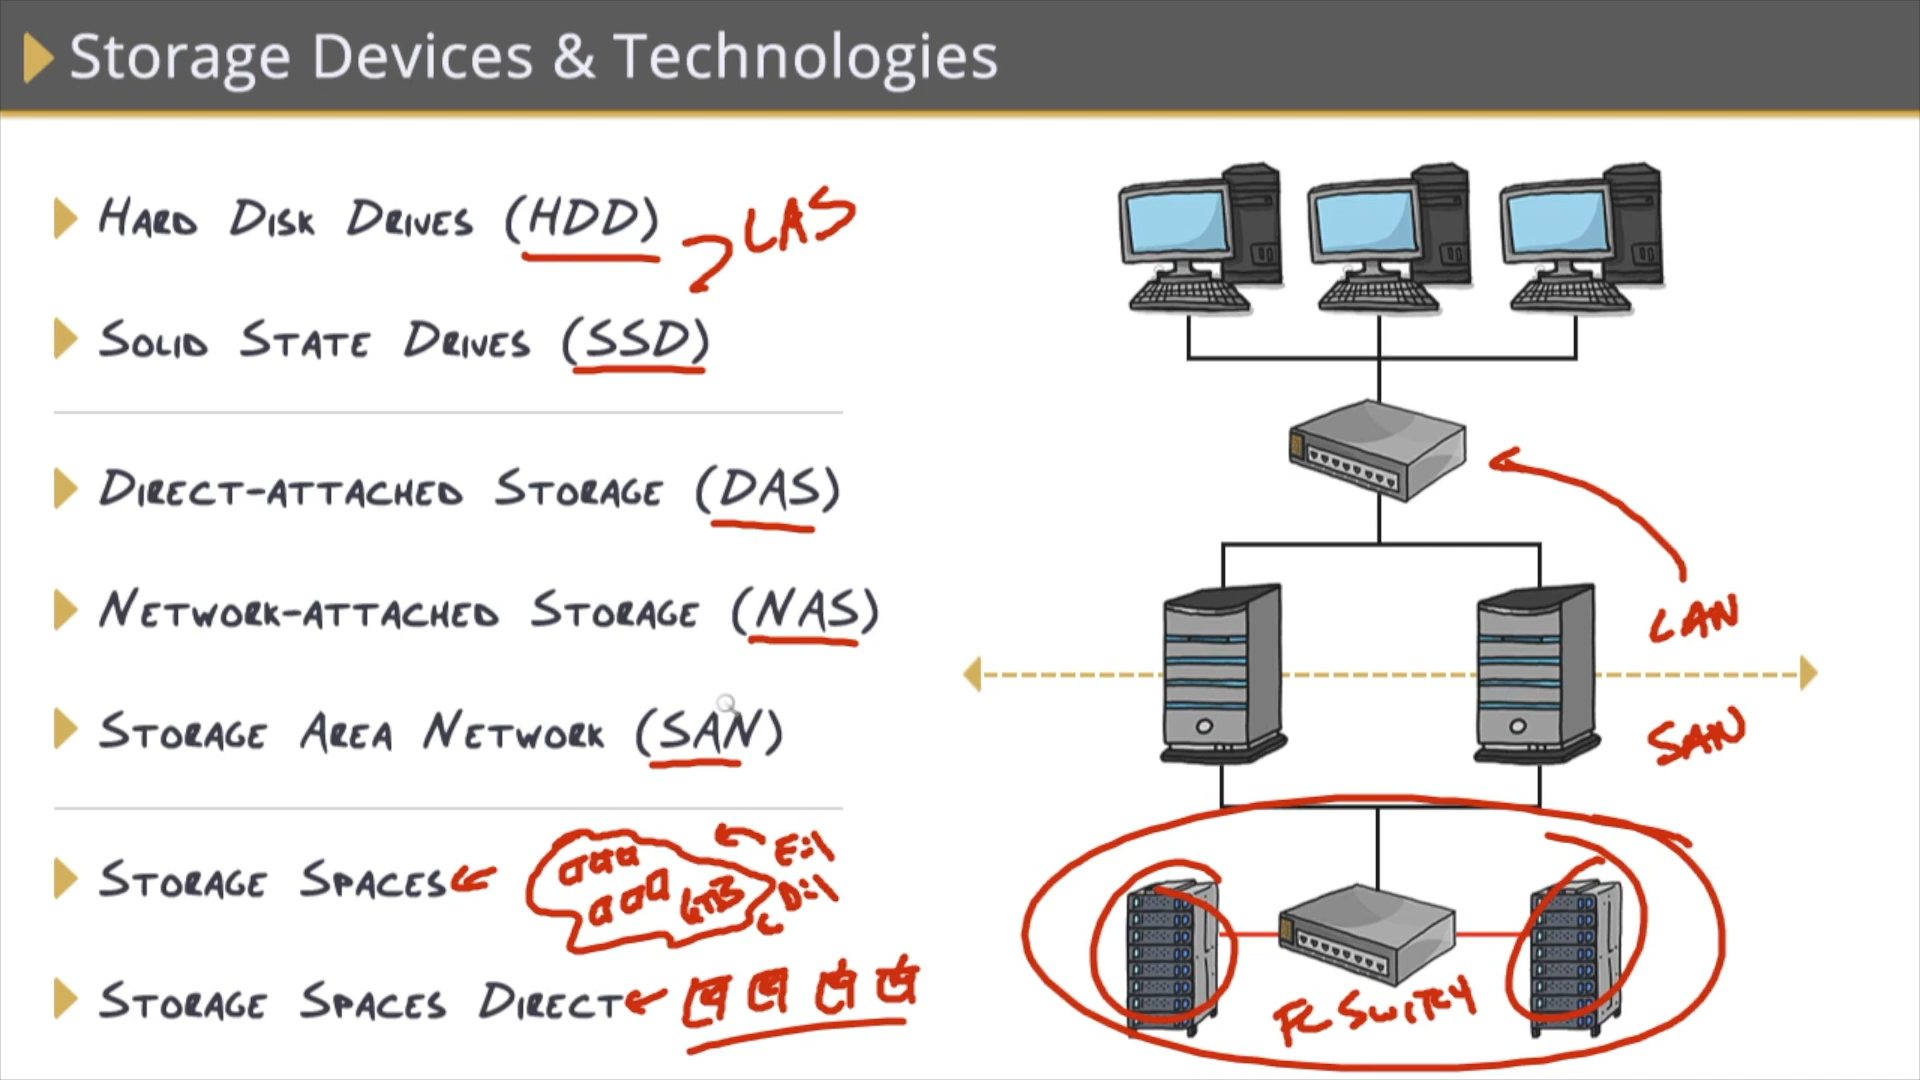 Storage Devices & Technologies
HARD DISK DRIVES (HDD)
LAS
SOLID STATE DRIVES (SSD)
DIRECT-ATTACHED STORAGE (DAS)
NETWORK-ATTACHED STORAGE (NAS)
STORAGE AREA NETWORK (SAN)
STORAGE SPACES
E:\
D:\
6TB
STORAGE SPACES DIRECT
LAN
SAN
FC SWITCH